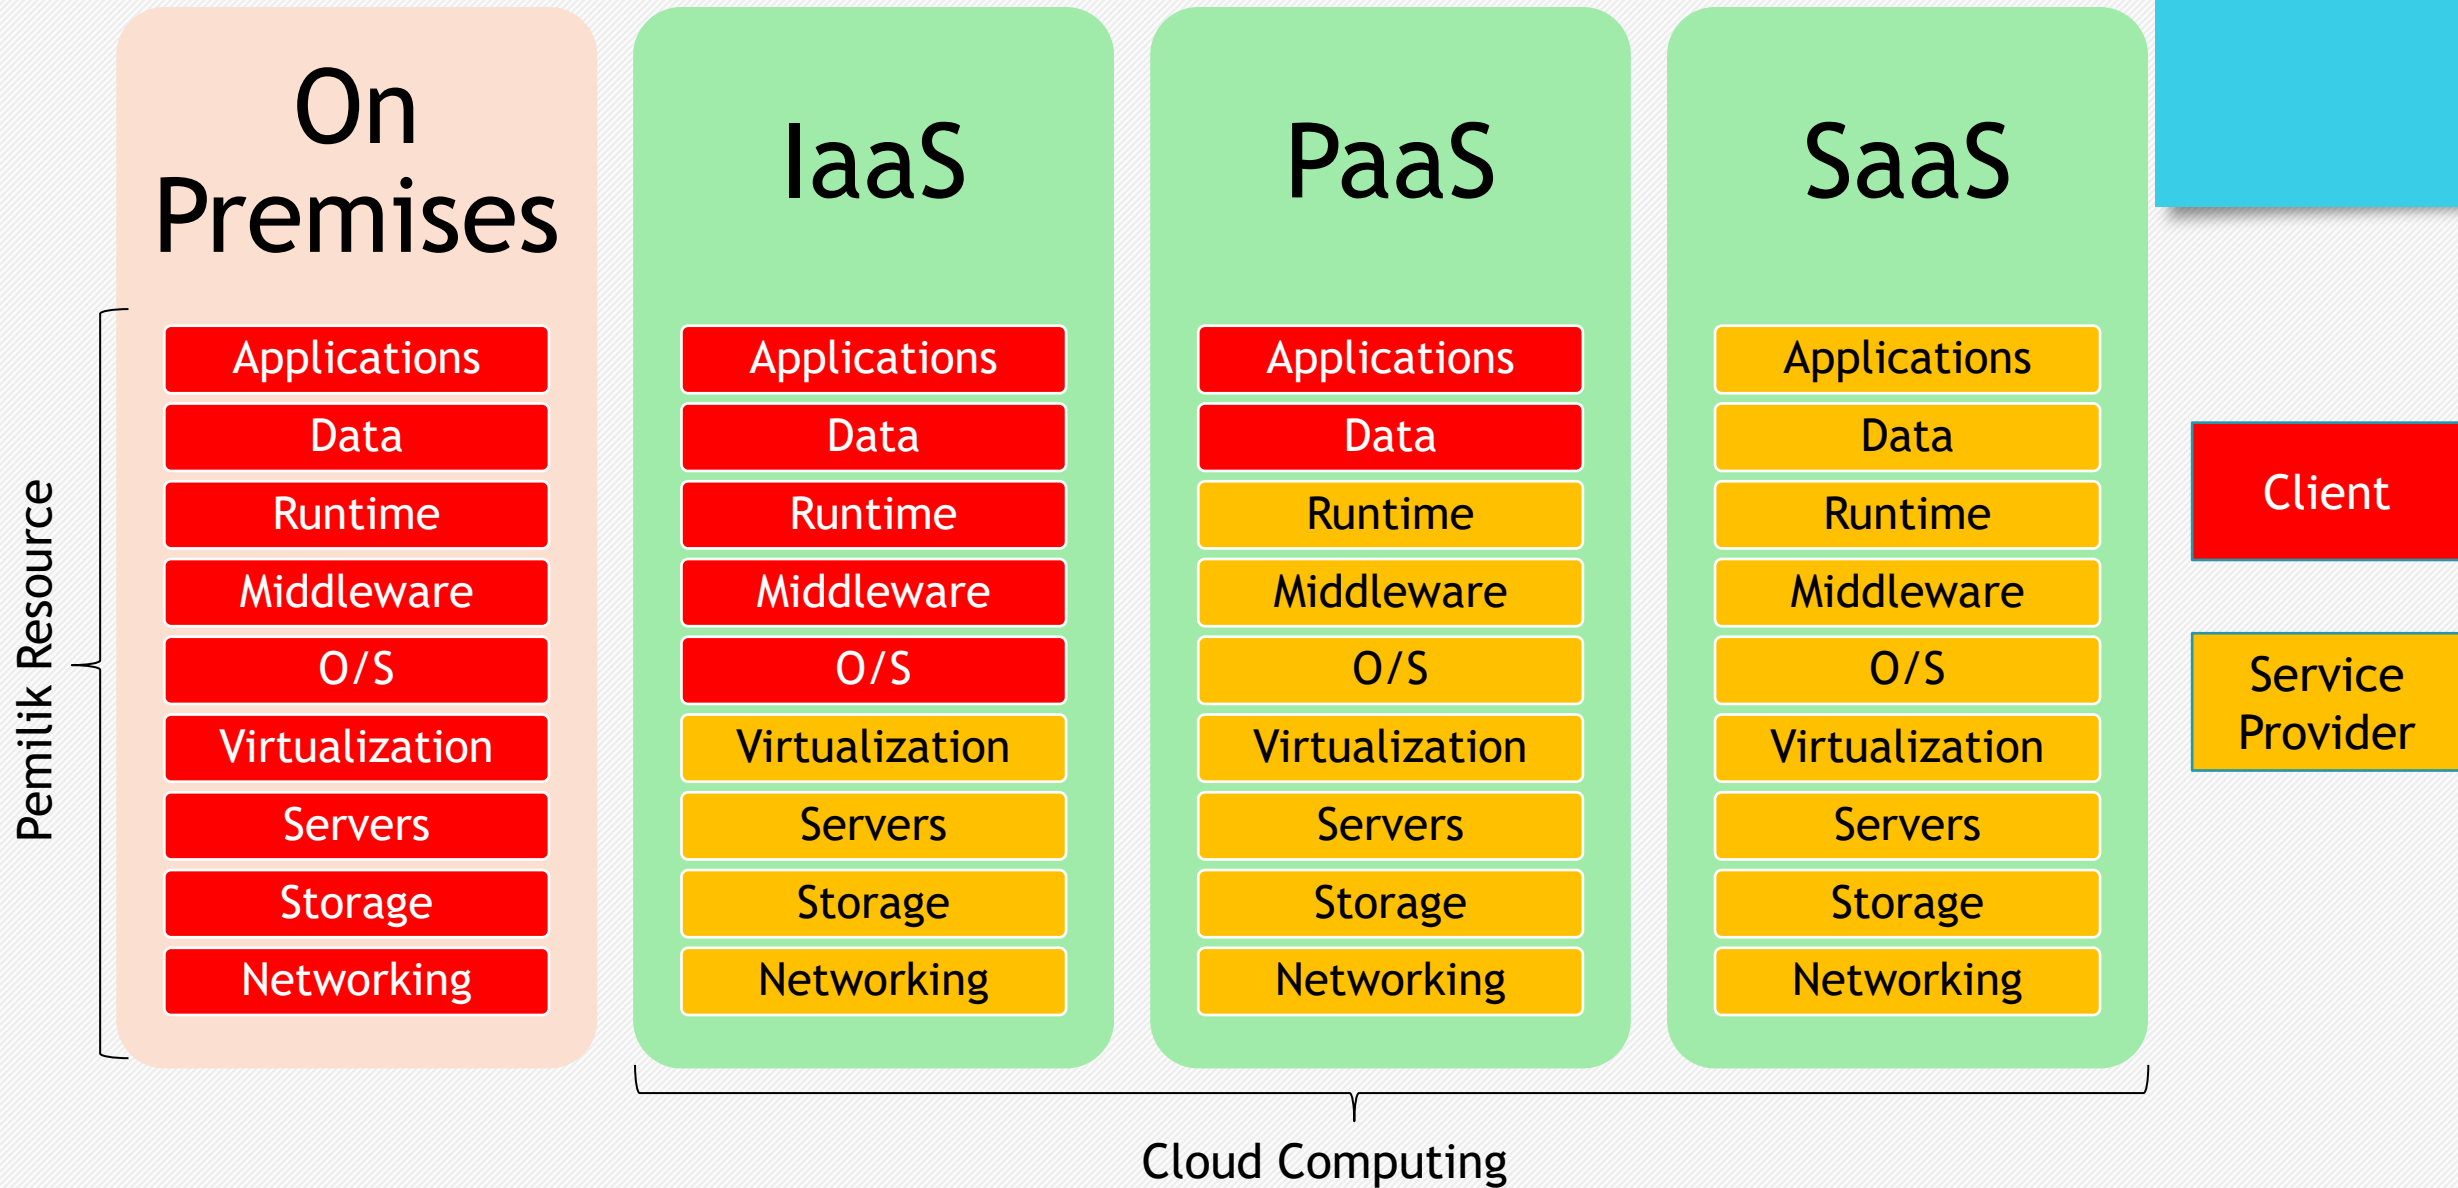 On
Premises
Applications
Data
Runtime
Middleware
O/S
Virtualization
Servers
Storage
Networking
IaaS
Applications
Data
Runtime
Middleware
O/S
Virtualization
Servers
Storage
Networking
PaaS
Applications
Data
Runtime
Middleware
O/S
Virtualization
Servers
Storage
Networking
SaaS
Applications
Data
Runtime
Middleware
O/S
Virtualization
Servers
Storage
Networking
Client
Service
Provider
Pemilik Resource
Cloud Computing